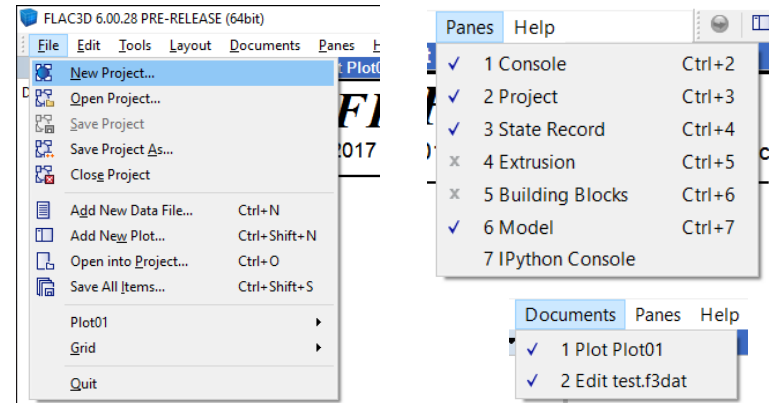 FLAC3D 6.00.28 PRE-RELEASE (64bit)
File Edit Tools Layout Documents Panes
New Project...
Open Project...
Save Project
Save Project As...
Close Project
Add New Data File... Ctrl+N
Add New Plot... Ctrl+Shift+N
Open into Project... Ctrl+O
Save All Items... Ctrl+Shift+S
Plot01
Grid
Quit
2017
Panes Help
1 Console Ctrl+2
2 Project Ctrl+3
3 State Record Ctrl+4
4 Extrusion Ctrl+5
5 Building Blocks Ctrl+6
6 Model Ctrl+7
7 IPython Console
Documents Panes Help
1 Plot Plot01
2 Edit test.f3dat